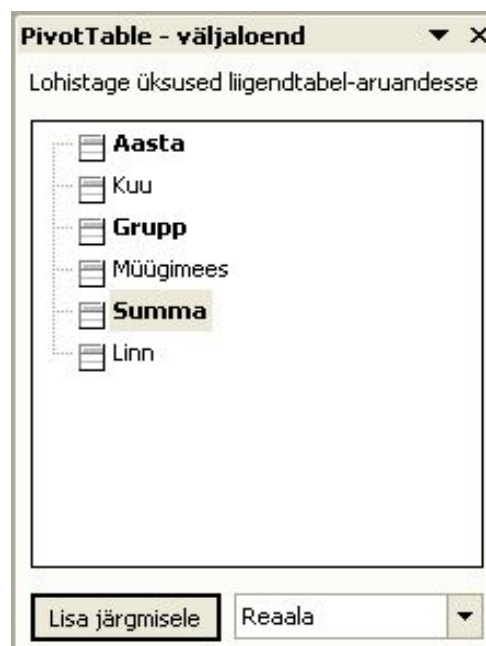 PivotTable - väljaloend
Lohistage üksused liigendtabel-aruandesse
Aasta
Kuu
Grupp
Müügimees
Summa
Linn
Lisa järgmisele Reaala